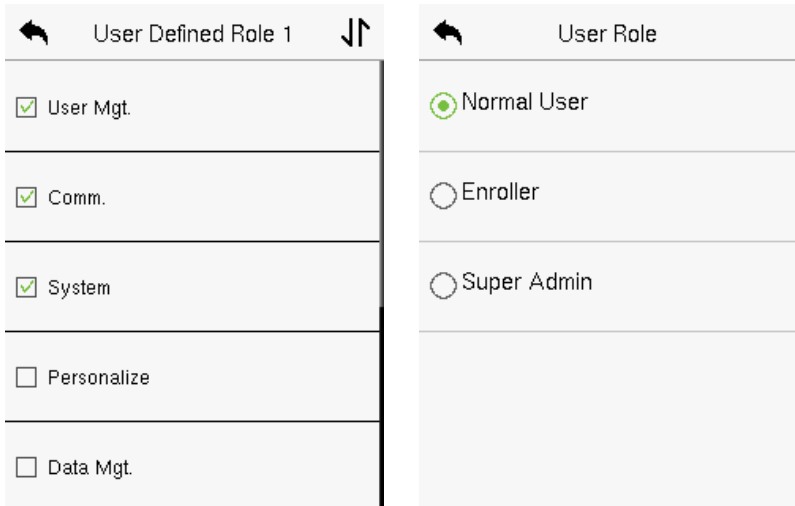 User Defined Role 1
User Mgt.
Comm.
System
Personalize
Data Mgt.
User Role
Normal User
Enroller
Super Admin